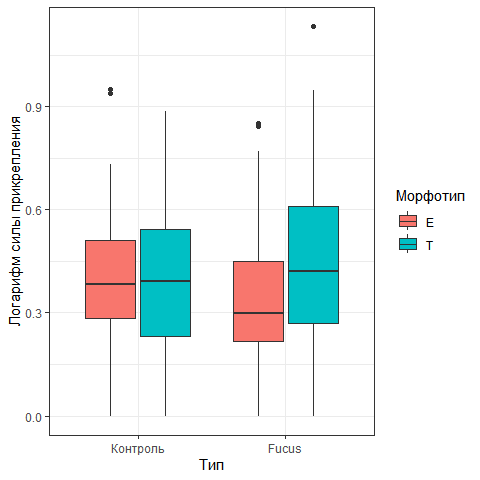 Логарифм силы прикрепления
0.9
0.6
0.3
0.0
Контроль
Fucus
Тип
Морфотип
E
T